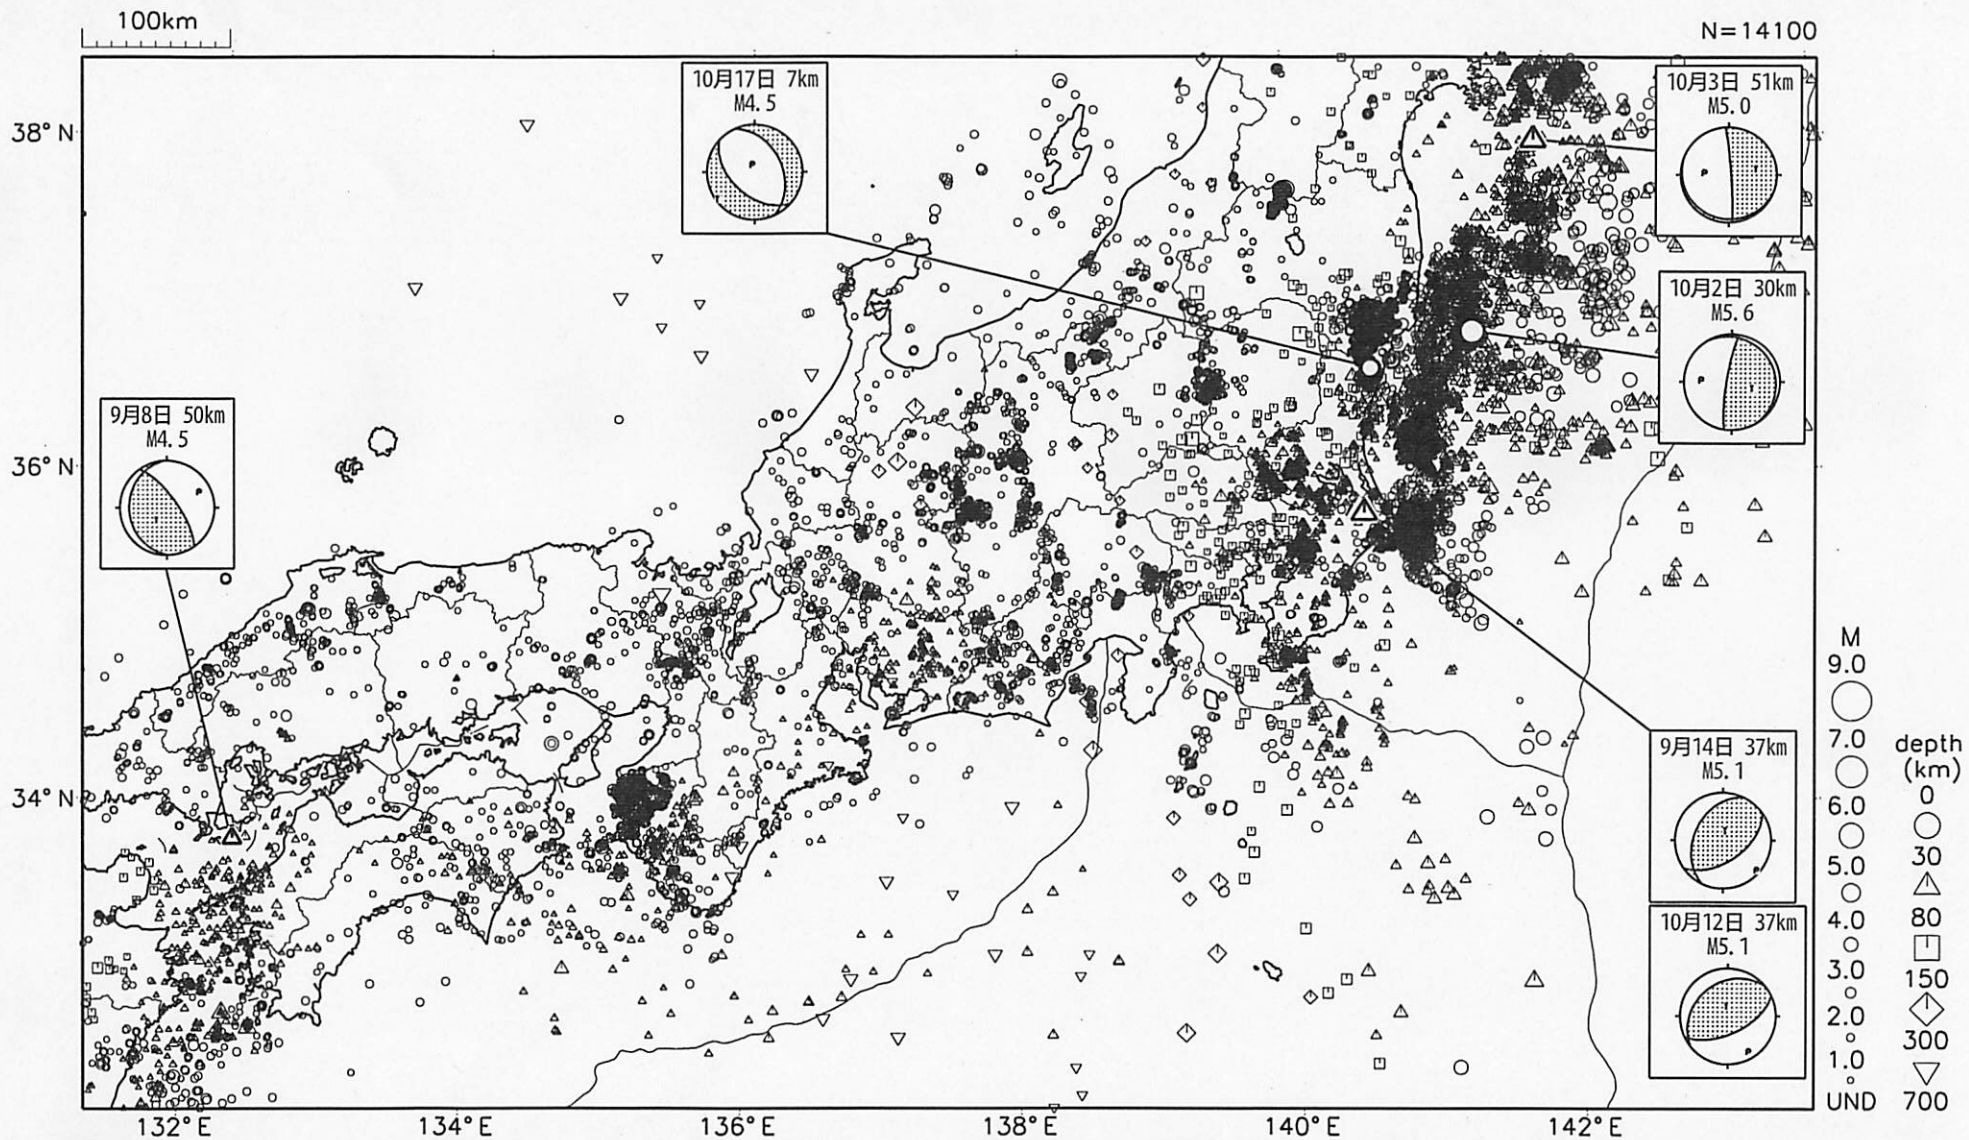 100km
N=14100
10月17日 7km
M4.5
P
T
10月3日 51km
M5.0
P
T
38°N
10月2日 30km
M5.6
P
T
9月8日 50km
M4.5
P
T
36°N
M
9.0
7.0
6.0
5.0
4.0
3.0
2.0
1.0
UND
depth
(km)
0
30
80
150
300
700
9月14日 37km
M5.1
T
P
34°N
10月12日 37km
M5.1
T
P
132°E
134°E
136°E
138°E
140°E
142°E